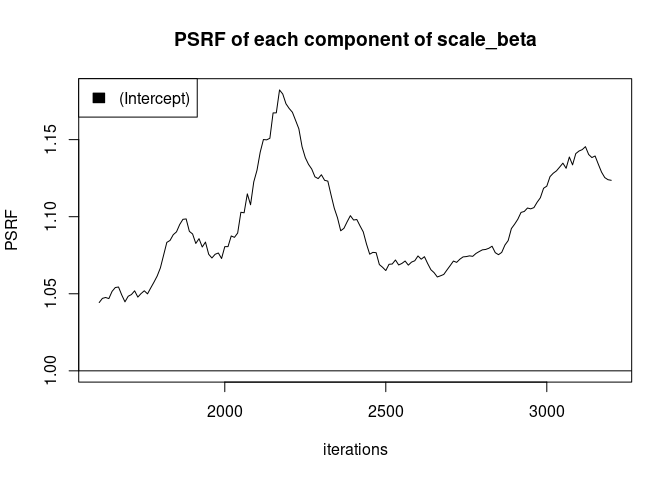 PSRF of each component of scale_beta
(Intercept)
PSRF
1.15
1.10
1.05
1.00
2000 2500 3000
iterations